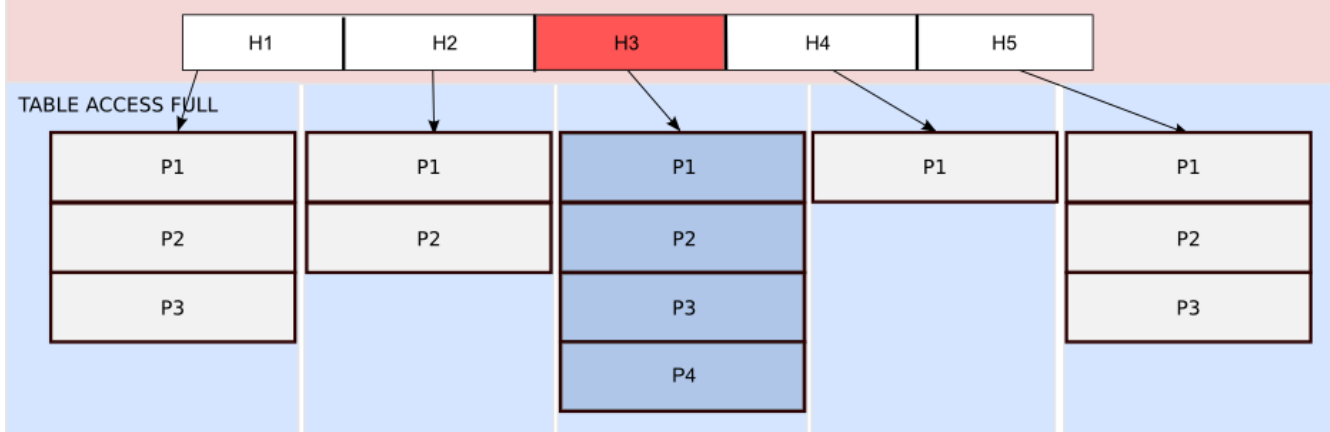 H1 H2 H3 H4 H5
TABLE ACCESS FULL
P1 P1 P1 P1 P1
P2 P2 P2 P2
P3 P3 P3
P4